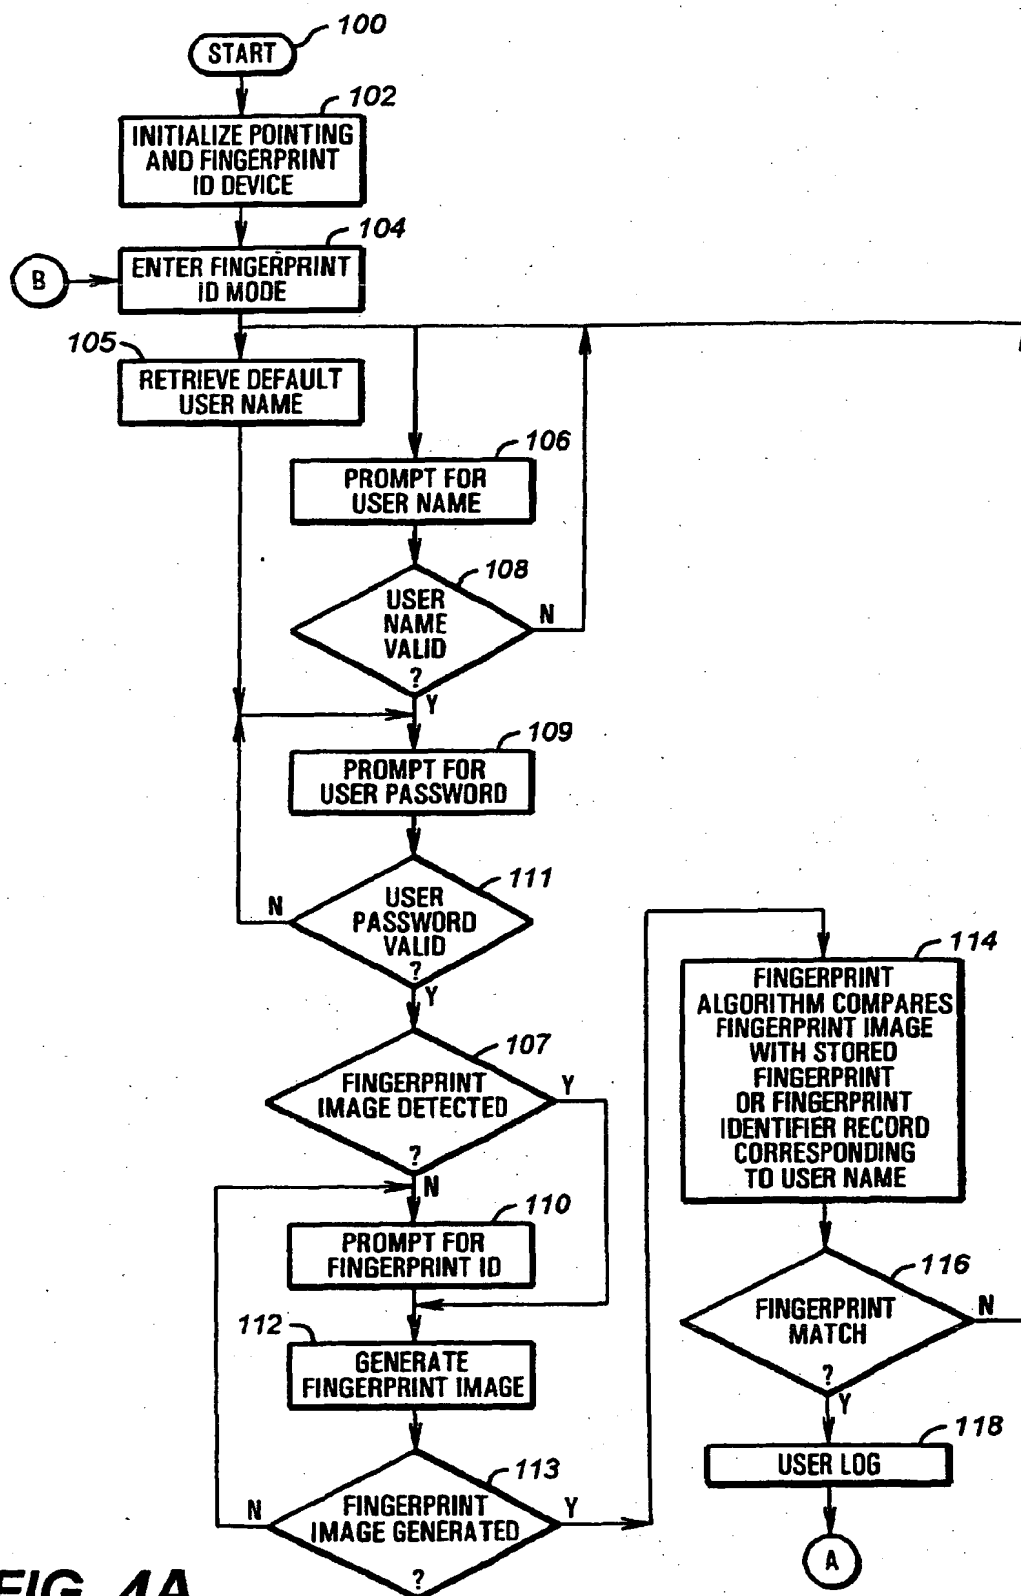 100
START
102
INITIALIZE POINTING
AND FINGERPRINT
ID DEVICE
104
B
ENTER FINGERPRINT
ID MODE
105
RETRIEVE DEFAULT
USER NAME
106
PROMPT FOR
USER NAME
108
USER
NAME
VALID
?
N
Y
109
PROMPT FOR
USER PASSWORD
111
USER
PASSWORD
VALID
?
N
Y
107
FINGERPRINT
IMAGE DETECTED
?
Y
N
110
PROMPT FOR
FINGERPRINT ID
112
GENERATE
FINGERPRINT IMAGE
113
FINGERPRINT
IMAGE GENERATED
?
N
Y
114
FINGERPRINT
ALGORITHM COMPARES
FINGERPRINT IMAGE
WITH STORED
FINGERPRINT
OR FINGERPRINT
IDENTIFIER RECORD
CORRESPONDING
TO USER NAME
116
FINGERPRINT
MATCH
?
N
Y
118
USER LOG
A
FIG. 4A